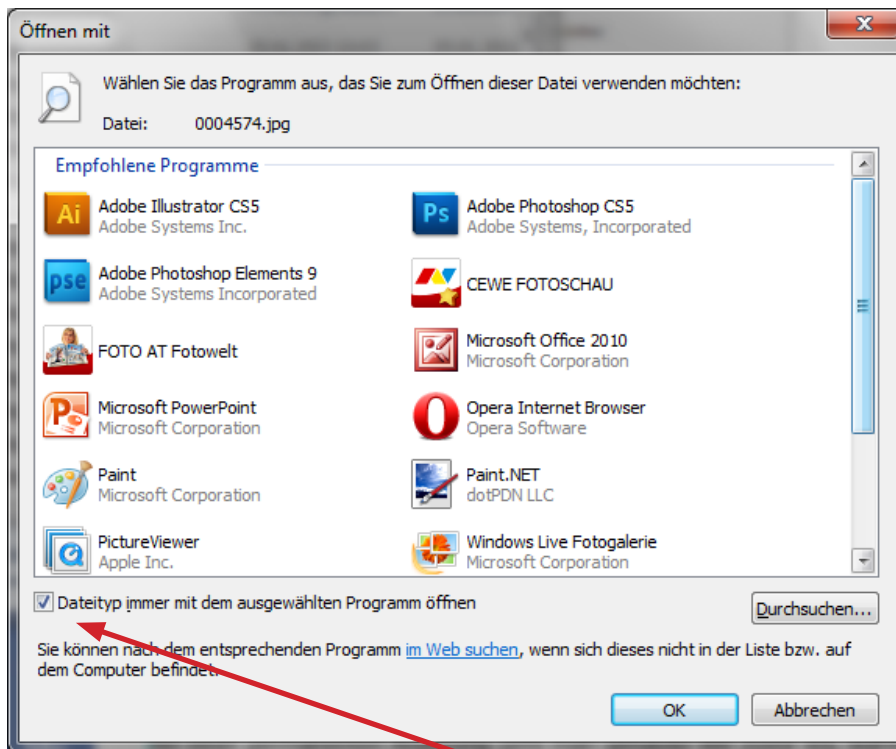 Öffnen mit
Wählen Sie das Programm aus, das Sie zum Öffnen dieser Datei verwenden möchten:
Datei: 0004574.jpg
Empfohlene Programme
Ai
Adobe Illustrator CS5
Adobe Systems Inc.
Ps
Adobe Photoshop CS5
Adobe Systems, Incorporated
pse
Adobe Photoshop Elements 9
Adobe Systems Incorporated
CEWE FOTOSCHAU
FOTO AT Fotowelt
Microsoft Office 2010
Microsoft Corporation
Microsoft PowerPoint
Microsoft Corporation
Opera Internet Browser
Opera Software
Paint
Microsoft Corporation
Paint.NET
dotPDN LLC
PictureViewer
Apple Inc.
Windows Live Fotogalerie
Microsoft Corporation
Dateityp immer mit dem ausgewählten Programm öffnen
Durchsuchen...
Sie können nach dem entsprechenden Programm im Web suchen, wenn sich dieses nicht in der Liste bzw. auf
dem Computer befindet.
OK
Abbrechen